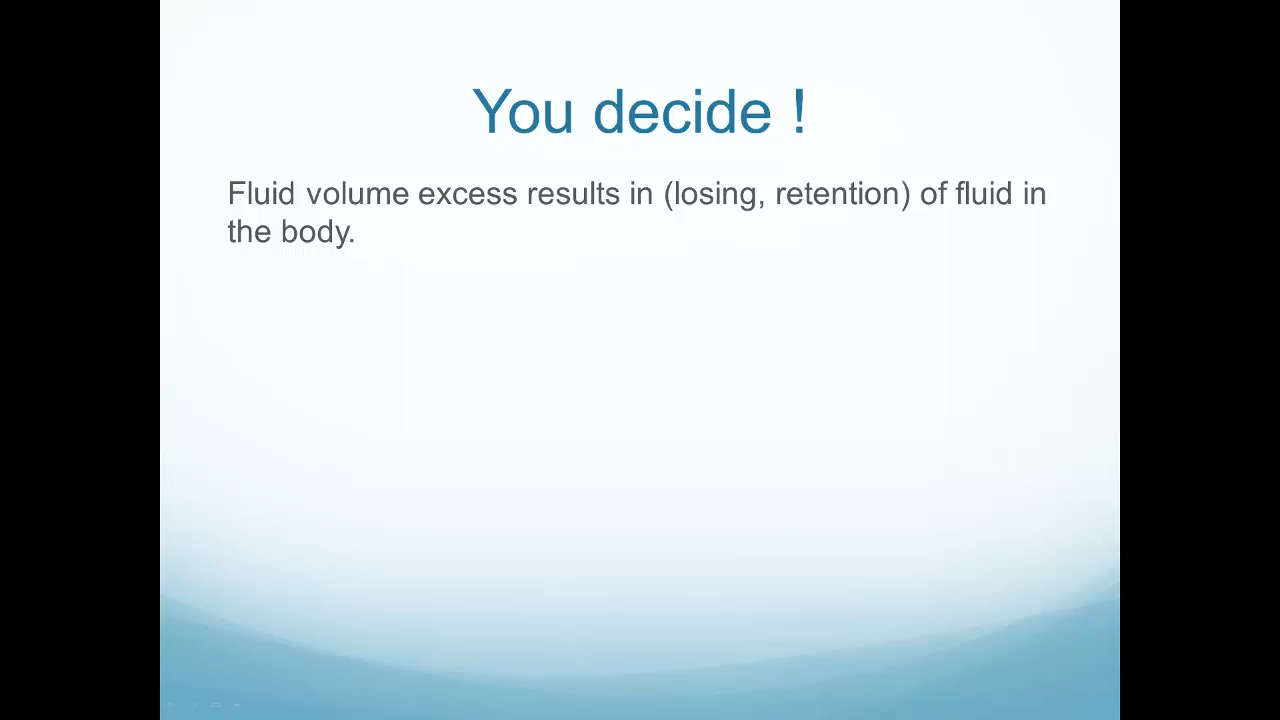 You decide !
Fluid volume excess results in (losing, retention) of fluid in
the body.